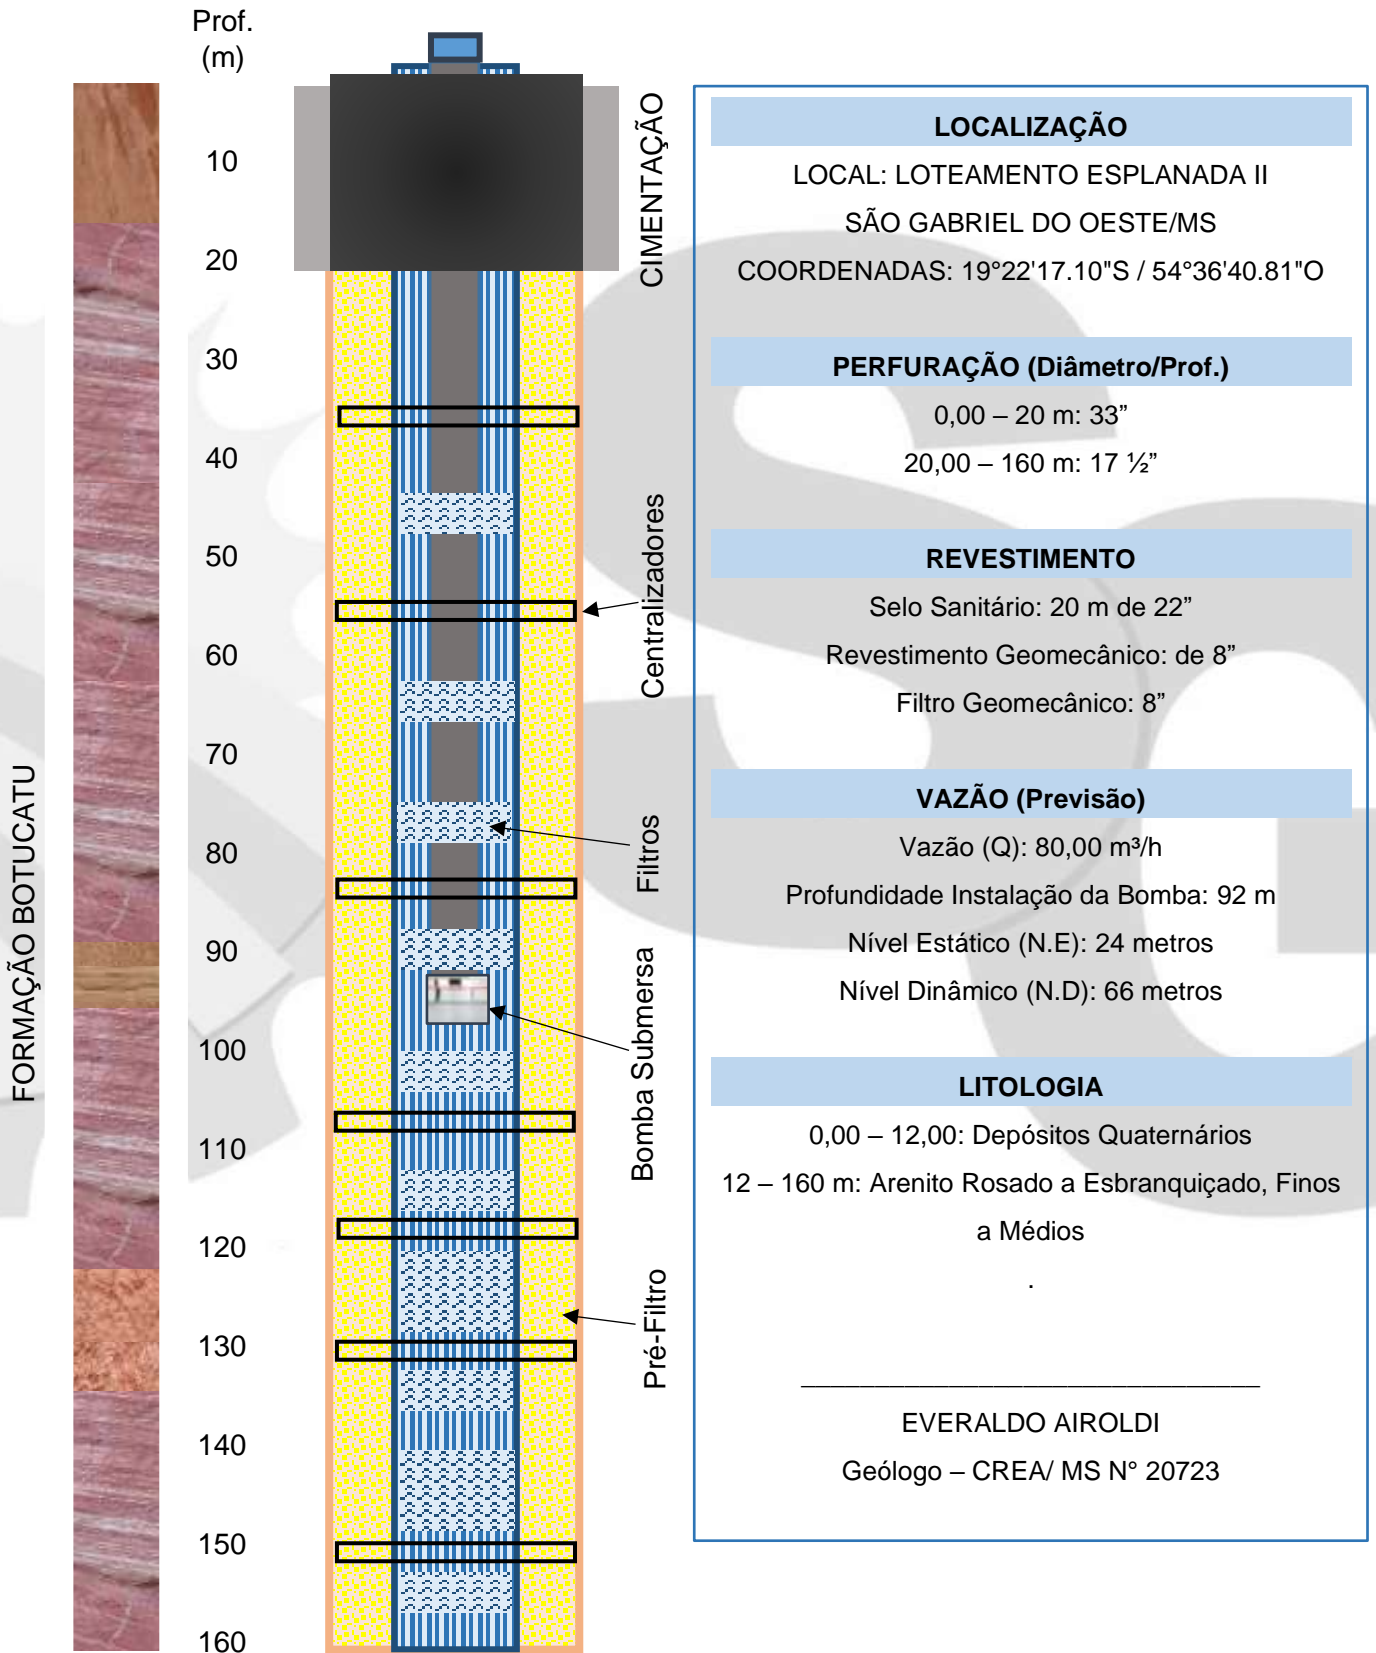 Prof.
(m)
10
20
30
40
50
60
70
80
90
100
110
120
130
140
150
160
FORMAÇÃO BOTUCATU
CIMENTAÇÃO
Centralizadores
Filtros
Bomba Submersa
Pré-Filtro
LOCALIZAÇÃO
LOCAL: LOTEAMENTO ESPLANADA II
SÃO GABRIEL DO OESTE/MS
COORDENADAS: 19°22'17.10"S / 54°36'40.81"O
PERFURAÇÃO (Diâmetro/Prof.)
0,00 – 20 m: 33”
20,00 – 160 m: 17 ½”
REVESTIMENTO
Selo Sanitário: 20 m de 22”
Revestimento Geomecânico: de 8”
Filtro Geomecânico: 8”
VAZÃO (Previsão)
Vazão (Q): 80,00 m³/h
Profundidade Instalação da Bomba: 92 m
Nível Estático (N.E): 24 metros
Nível Dinâmico (N.D): 66 metros
LITOLOGIA
0,00 – 12,00: Depósitos Quaternários
12 – 160 m: Arenito Rosado a Esbranquiçado, Finos
a Médios
.
EVERALDO AIROLDI
Geólogo – CREA/ MS N° 20723